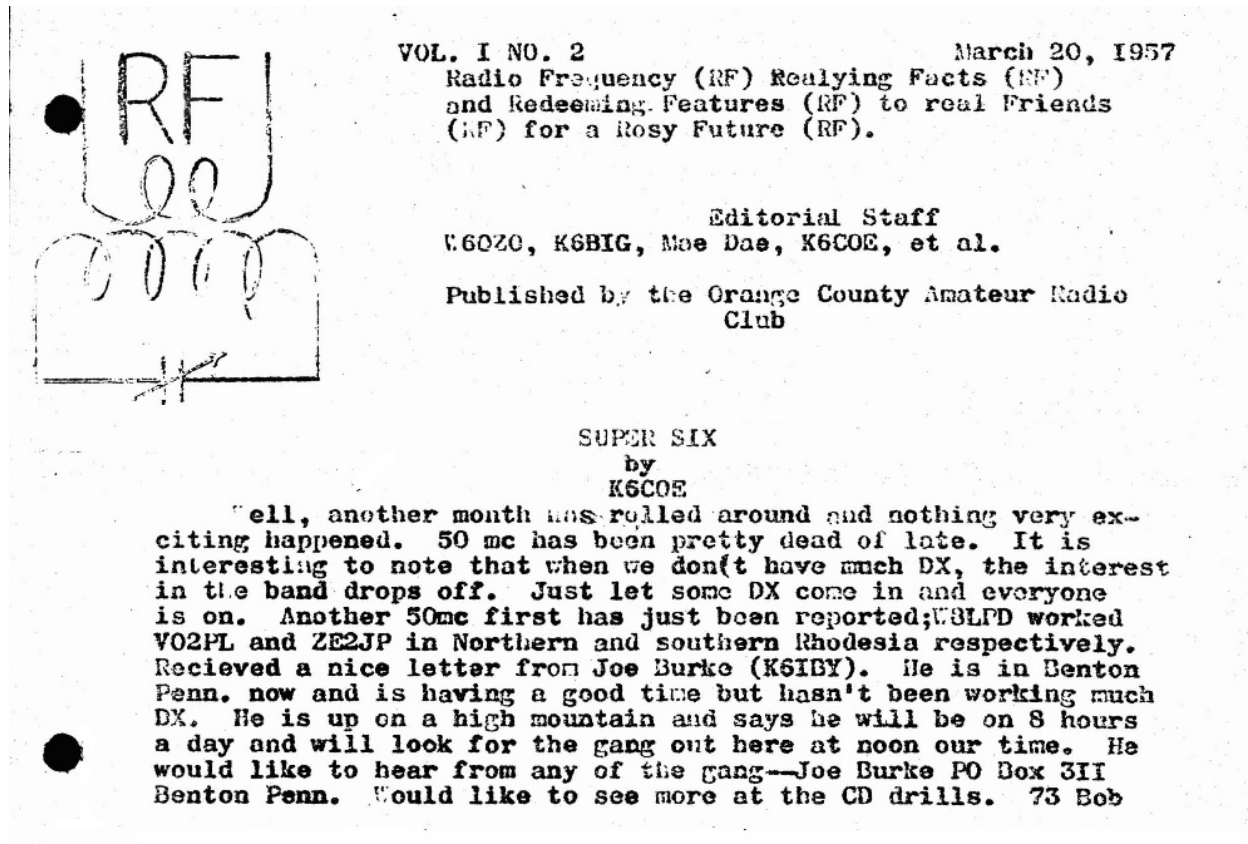 RF
VOL. I NO. 2 March 20, I957
Radio Frequency (RF) Realying Facts (RF)
and Redeeming Features (RF) to real Friends
(RF) for a Rosy Future (RF).
Editorial Staff
W6OZO, K6BIG, Mae Dae, K6COE, et al.
Published by the Orange County Amateur Radio
Club
SUPER SIX
by
K6COE
Well, another month has rolled around and nothing very ex-
citing happened. 50 mc has been pretty dead of late. It is
interesting to note that when we don(t have much DX, the interest
in the band drops off. Just let some DX come in and everyone
is on. Another 50mc first has just been reported;W8LPD worked
VO2PL and ZE2JP in Northern and southern Rhodesia respectively.
Recieved a nice letter from Joe Burke (K6IBY). He is in Benton
Penn. now and is having a good time but hasn't been working much
DX. He is up on a high mountain and says he will be on 8 hours
a day and will look for the gang out here at noon our time. He
would like to hear from any of the gang--Joe Burke PO Box 3II
Benton Penn. Would like to see more at the CD drills. 73 Bob